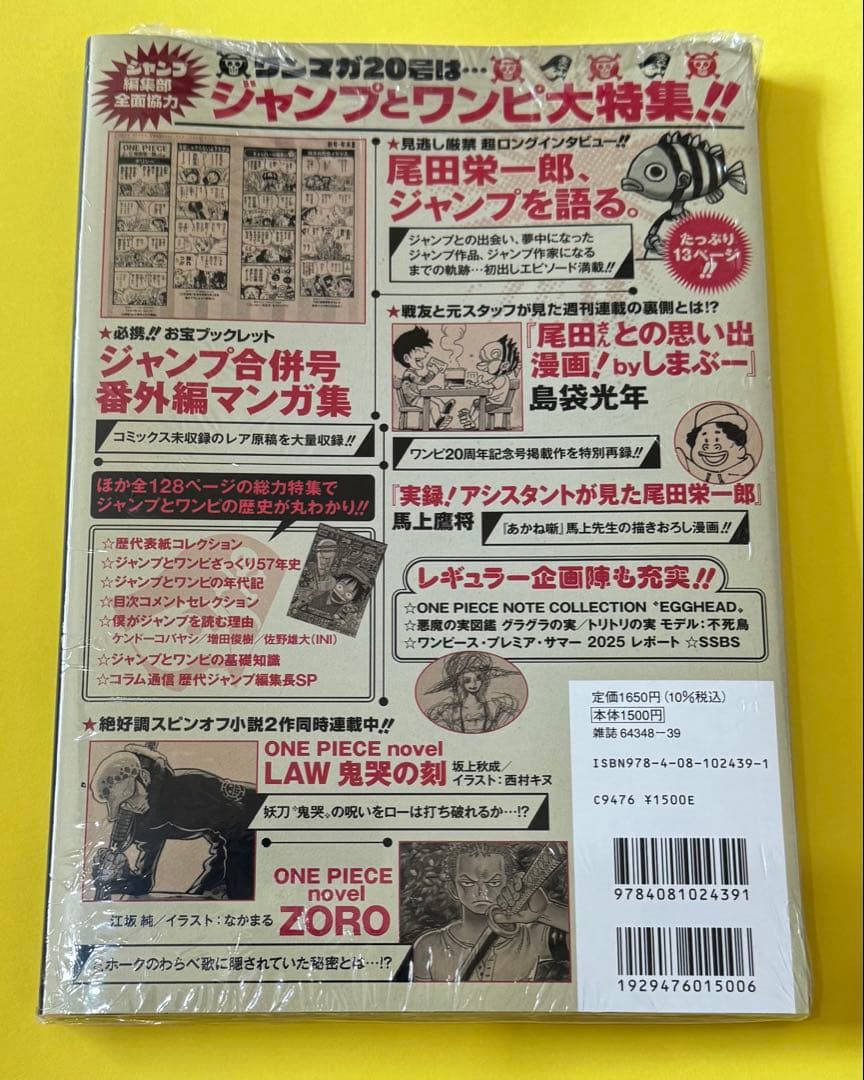 ジャンプ
編集部
全面協力
ワンマガ20号は…
ジャンプとワンピ大特集!!
ONE PIECE
★必携!! お宝ブックレット
ジャンプ合併号
番外編マンガ集
コミックス未収録のレア原稿を大量収録!!
★見逃し厳禁 超ロングインタビュー!!
尾田栄一郎、
ジャンプを語る。
ジャンプとの出会い、夢中になった
ジャンプ作品、ジャンプ作家になる
までの軌跡…初出しエピソード満載!!
たっぷり
13ページ
!!
★戦友と元スタッフが見た週刊連載の裏側とは!?
『尾田さんとの思い出
漫画!byしまぶー』
島袋光年
ワンピ20周年記念号掲載作を特別再録!!
『実録!アシスタントが見た尾田栄一郎』
馬上鷹将
『あかね噺』馬上先生の描きおろし漫画!!
ほか全128ページの総力特集で
ジャンプとワンピの歴史が丸わかり!!
☆歴代表紙コレクション
☆ジャンプとワンピざっくり57年史
☆ジャンプとワンピの年代記
☆目次コメントセレクション
☆僕がジャンプを読む理由
ケンドーコバヤシ/増田俊樹/佐野雄大(INI)
☆ジャンプとワンピの基礎知識
☆コラム通信 歴代ジャンプ編集長SP
レギュラー企画陣も充実!!
☆ONE PIECE NOTE COLLECTION〝EGGHEAD〟
☆悪魔の実図鑑 グラグラの実/トリトリの実 モデル:不死鳥
☆ワンピース・プレミア・サマー 2025 レポート ☆SSBS
★絶好調スピンオフ小説2作同時連載中!!
ONE PIECE novel
LAW 鬼哭の刻
坂上秋成/
イラスト:西村キヌ
妖刀〝鬼哭〟の呪いをローは打ち破れるか…!?
ONE PIECE
novel
ZORO
江坂 純/イラスト:なかまる
ミホークのわらべ歌に隠されていた秘密とは…!?
定価1650円(10%税込)
本体1500円
雑誌 64348-39
ISBN978-4-08-102439-1
C9476 ¥1500E
9784081024391
1929476015006